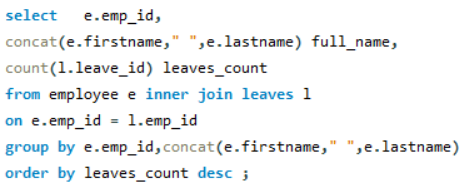 select   e.emp_id,
concat(e.firstname," ",e.lastname) full_name,
count(l.leave_id) leaves_count
from employee e inner join leaves l
on e.emp_id = l.emp_id
group by e.emp_id,concat(e.firstname," ",e.lastname)
order by leaves_count desc ;